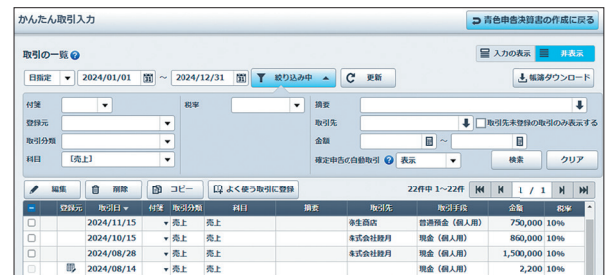 かんたん取引入力
青色申告決算書の作成に戻る
取引の一覧 ?
入力の表示 非表示
日指定 2024/01/01 ～ 2024/12/31 絞り込み中 更新 帳簿ダウンロード
付箋 税率 摘要
登録元 取引先 取引先未登録の取引のみ表示する
取引分類 金額 ～
科目 [売上] 確定申告の自動取引 ? 表示 検索 クリア
編集 削除 コピー よく使う取引に登録 22件中 1～22件 1 / 1
登録元 取引日 付箋 取引分類 科目 摘要 取引先 取引手段 金額 税率
2024/11/15 売上 売上 弥生商店 普通預金（個人用） 750,000 10%
2024/10/15 売上 売上 株式会社睦月 現金（個人用） 860,000 10%
2024/08/28 売上 売上 株式会社睦月 現金（個人用） 1,500,000 10%
2024/08/14 売上 売上 現金（個人用） 2,200 10%